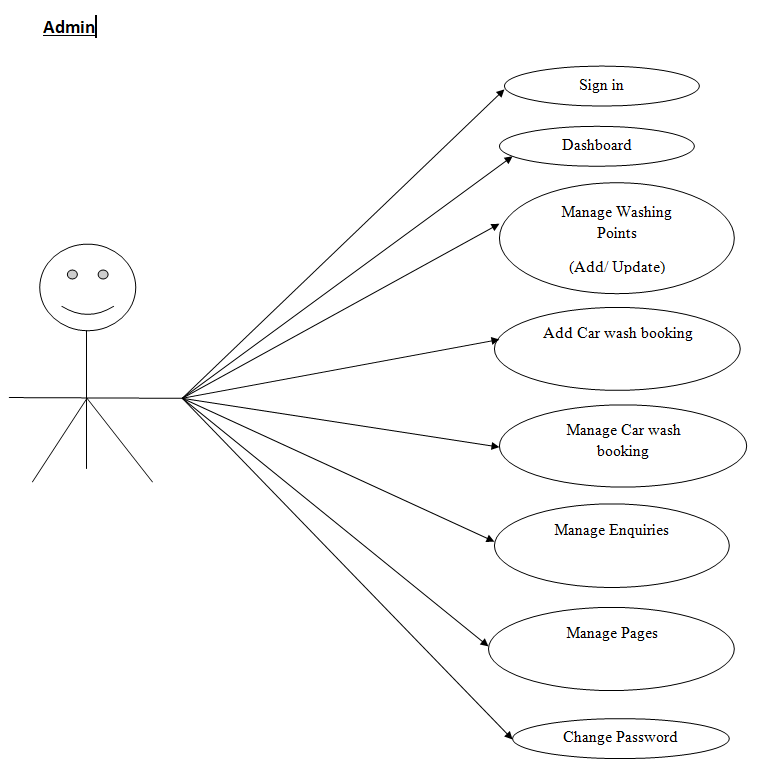 Admin
Sign in
Dashboard
Manage Washing
Points
(Add/ Update)
Add Car wash booking
Manage Car wash
booking
Manage Enquiries
Manage Pages
Change Password